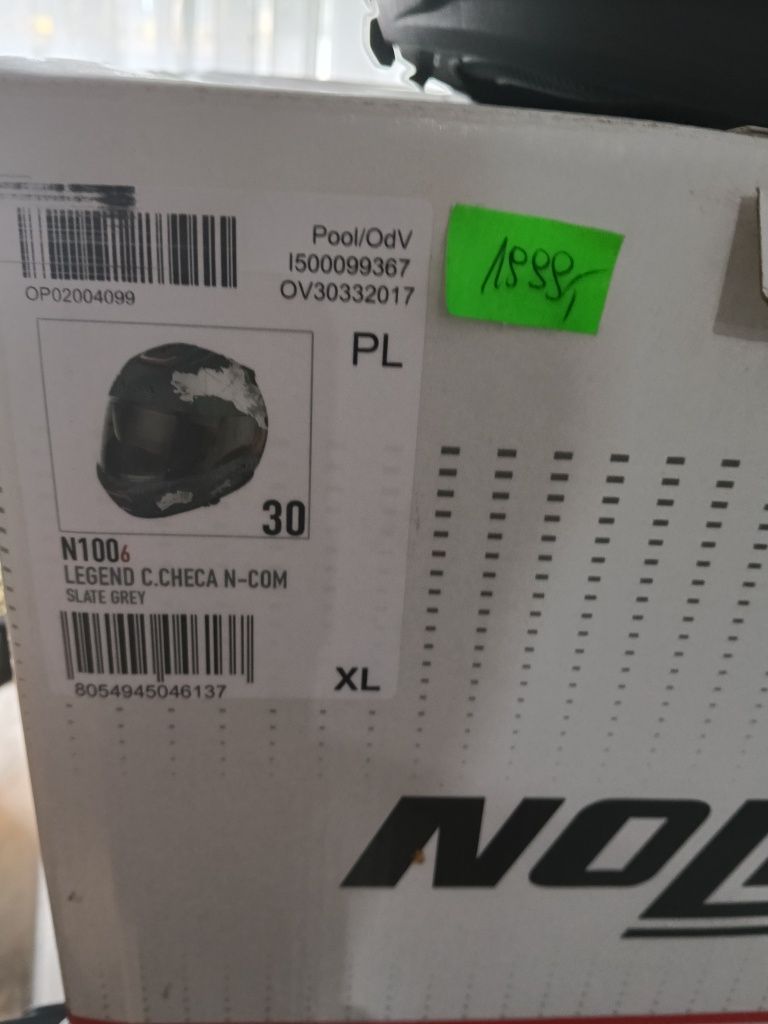 Pool/OdV
I500099367
OV30332017
OP02004099
1999,-
PL
30
N1006
LEGEND C.CHECA N-COM
SLATE GREY
8054945046137
XL
NOL